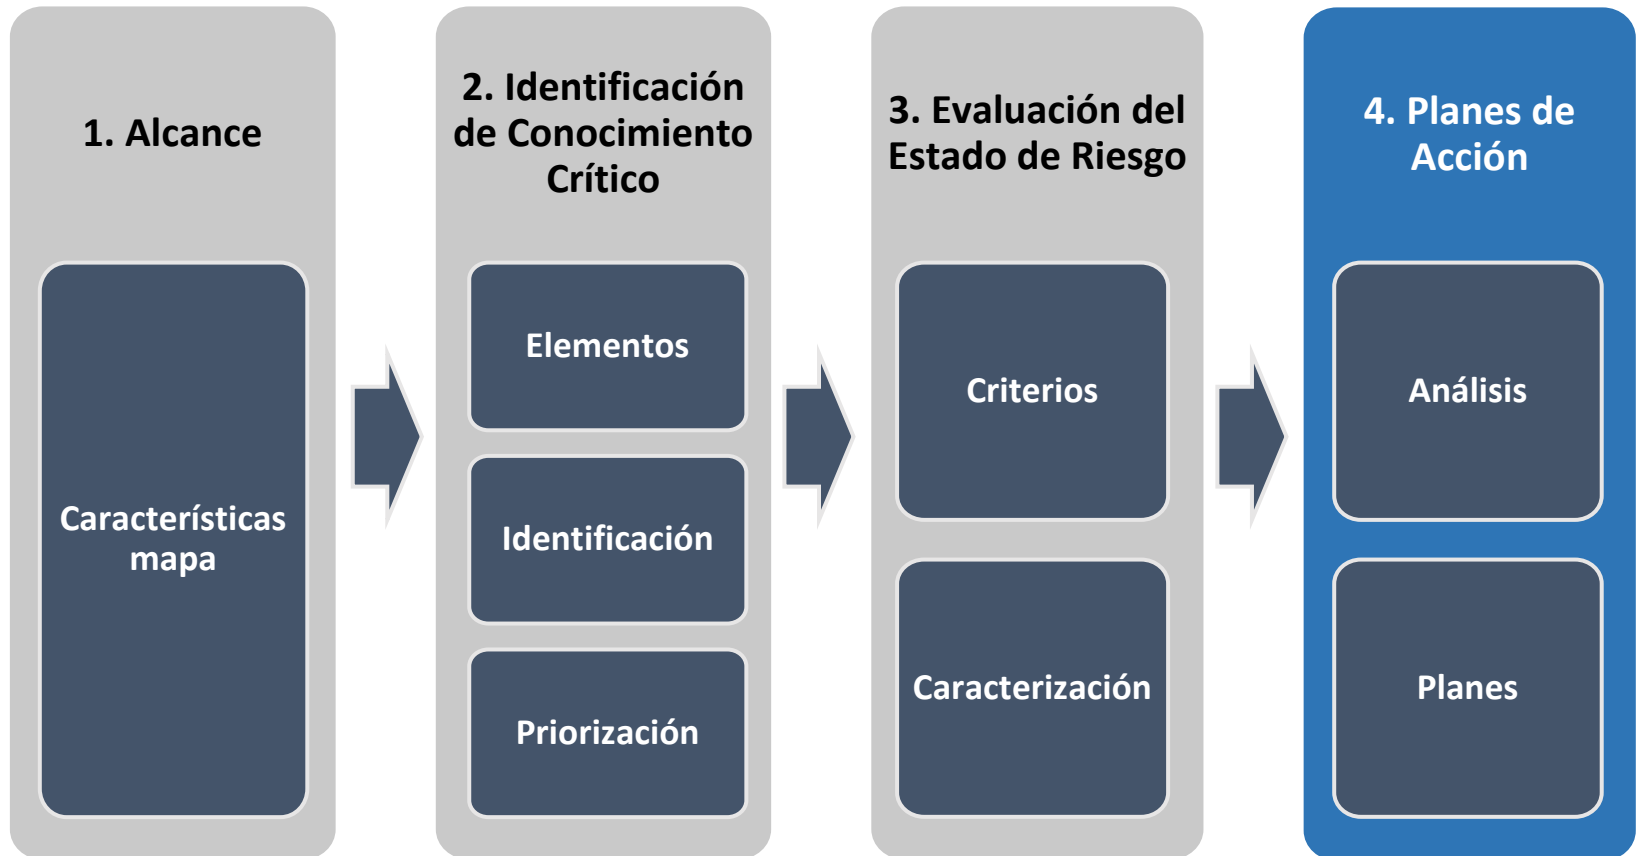 1. Alcance
Características
mapa
2. Identificación
de Conocimiento
Crítico
Elementos
Identificación
Priorización
3. Evaluación del
Estado de Riesgo
Criterios
Caracterización
4. Planes de
Acción
Análisis
Planes